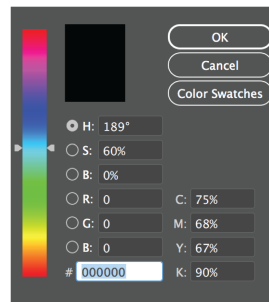 OK
Cancel
Color Swatches
H: 189°
S: 60%
B: 0%
R: 0
G: 0
B: 0
# 000000
C: 75%
M: 68%
Y: 67%
K: 90%